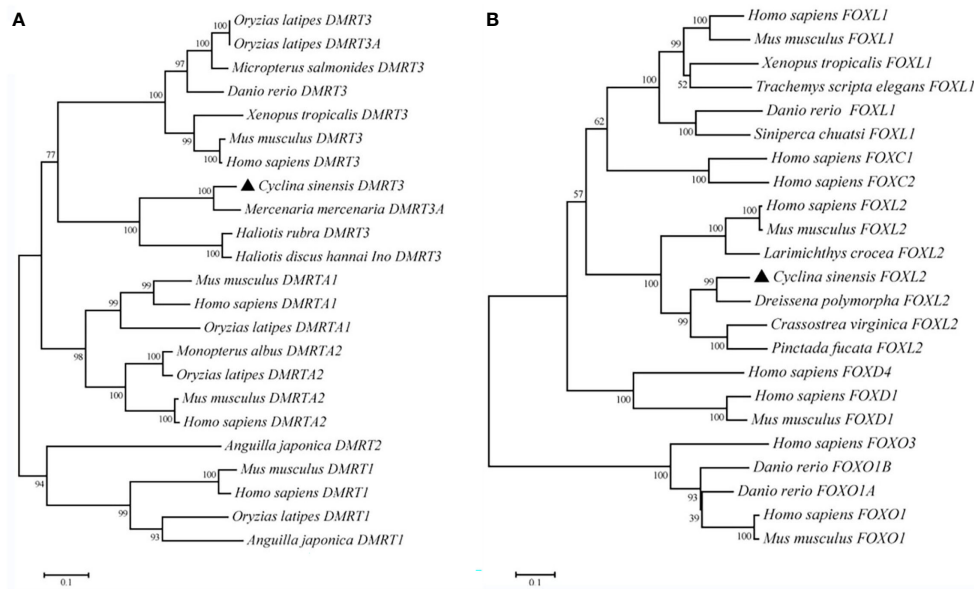 A
100
Oryzias latipes DMRT3
100
Oryzias latipes DMRT3A
97
Micropterus salmonides DMRT3
100
Danio rerio DMRT3
Xenopus tropicalis DMRT3
99
Mus musculus DMRT3
77
100
Homo sapiens DMRT3
100
▲ Cyclina sinensis DMRT3
Mercenaria mercenaria DMRT3A
100
Haliotis rubra DMRT3
100
Haliotis discus hannai Ino DMRT3
99
Mus musculus DMRTA1
99
Homo sapiens DMRTA1
Oryzias latipes DMRTA1
98
100
Monopterus albus DMRTA2
Oryzias latipes DMRTA2
100
Mus musculus DMRTA2
100
Homo sapiens DMRTA2
Anguilla japonica DMRT2
94
100
Mus musculus DMRT1
Homo sapiens DMRT1
99
Oryzias latipes DMRT1
93
Anguilla japonica DMRT1
0.1
B
100
Homo sapiens FOXL1
99
Mus musculus FOXL1
Xenopus tropicalis FOXL1
100
52
Trachemys scripta elegans FOXL1
Danio rerio FOXL1
100
Siniperca chuatsi FOXL1
62
Homo sapiens FOXC1
100
Homo sapiens FOXC2
57
100
Homo sapiens FOXL2
100
Mus musculus FOXL2
Larimichthys crocea FOXL2
100
99
▲ Cyclina sinensis FOXL2
Dreissena polymorpha FOXL2
99
Crassostrea virginica FOXL2
100
Pinctada fucata FOXL2
Homo sapiens FOXD4
100
Homo sapiens FOXD1
100
Mus musculus FOXD1
Homo sapiens FOXO3
100
Danio rerio FOXO1B
93
Danio rerio FOXO1A
39
Homo sapiens FOXO1
100
Mus musculus FOXO1
0.1